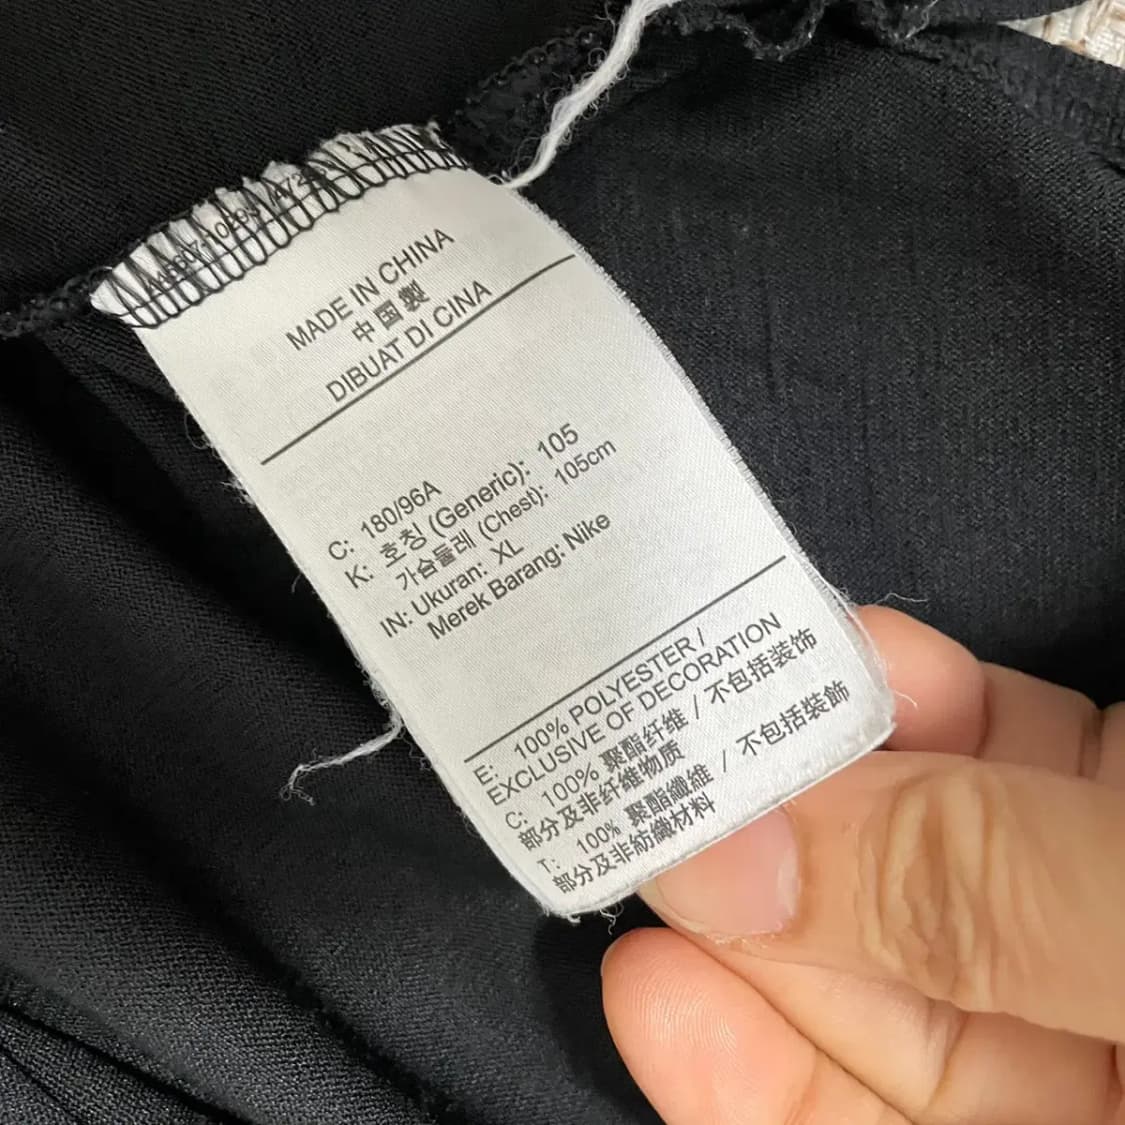 MADE IN CHINA
中国製
DIBUAT DI CINA
C: 180/96A
K: 호칭 (Generic): 105
가슴둘레 (Chest): 105cm
IN: Ukuran: XL
Merek Barang: Nike
E: 100% POLYESTER /
EXCLUSIVE OF DECORATION
C: 100% 聚酯纤维 / 不包括装饰
部分及非纤维物质
T: 100% 聚酯纖維 / 不包括裝飾
部分及非紡織材料